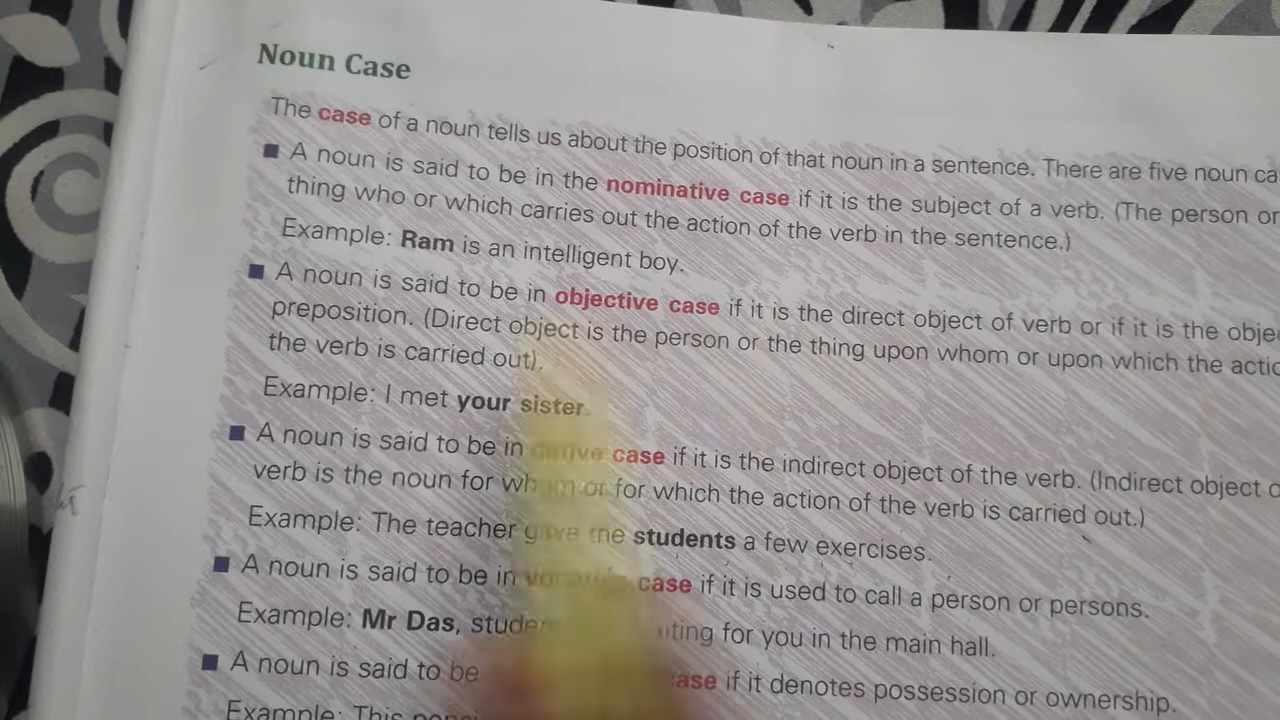 Noun Case
The case of a noun tells us about the position of that noun in a sentence. There are five noun
■ A noun is said to be in the nominative case if it is the subject of a verb. (The person or
thing who or which carries out the action of the verb in the sentence.)
Example: Ram is an intelligent boy.
■ A noun is said to be in objective case if it is the direct object of verb or if it is the
preposition. (Direct object is the person or the thing upon whom or upon which the
the verb is carried out).
Example: I met your sister.
■ A noun is said to be in case if it is the indirect object of the verb. (Indirect object
verb is the noun for whom or for which the action of the verb is carried out.)
Example: The teacher gave the students a few exercises.
■ A noun is said to be in case if it is used to call a person or persons.
Example: Mr Das, for you in the main hall.
■ A noun is said to be case if it denotes possession or ownership.
Example: This